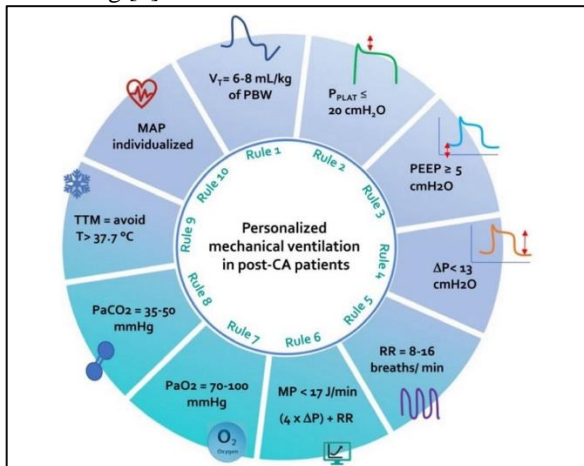 V_T= 6-8 mL/kg
of PBW
P_PLAT ≤
20 cmH₂O
PEEP ≥ 5
cmH2O
ΔP< 13
cmH2O
RR = 8-16
breaths/ min
MP < 17 J/min
(4 x ΔP) + RR
PaO2 = 70-100
mmHg
O₂
Oxygen
PaCO2 = 35-50
mmHg
TTM = avoid
T> 37.7 °C
MAP
individualized
Rule 1
Rule 2
Rule 3
Rule 4
Rule 5
Rule 6
Rule 7
Rule 8
Rule 9
Rule 10
Personalized
mechanical ventilation
in post-CA patients